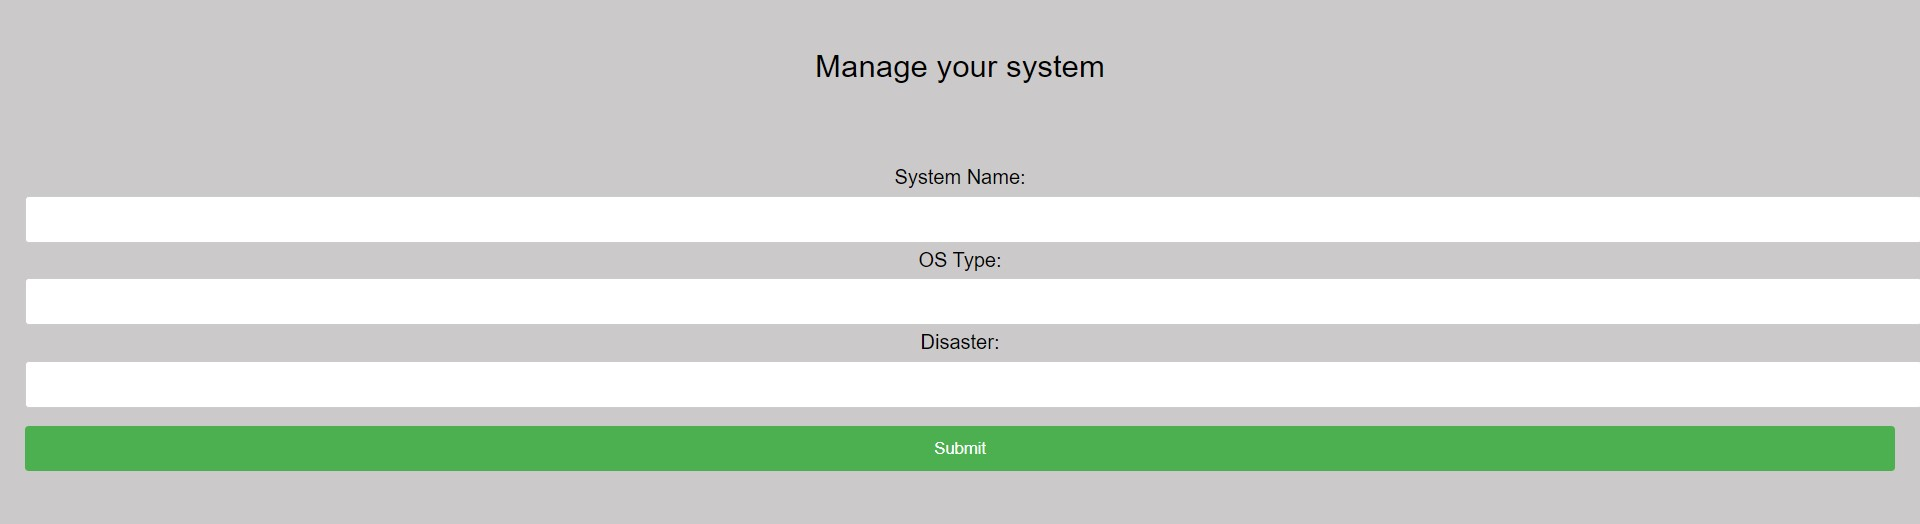 Manage your system
System Name:
OS Type:
Disaster:
Submit